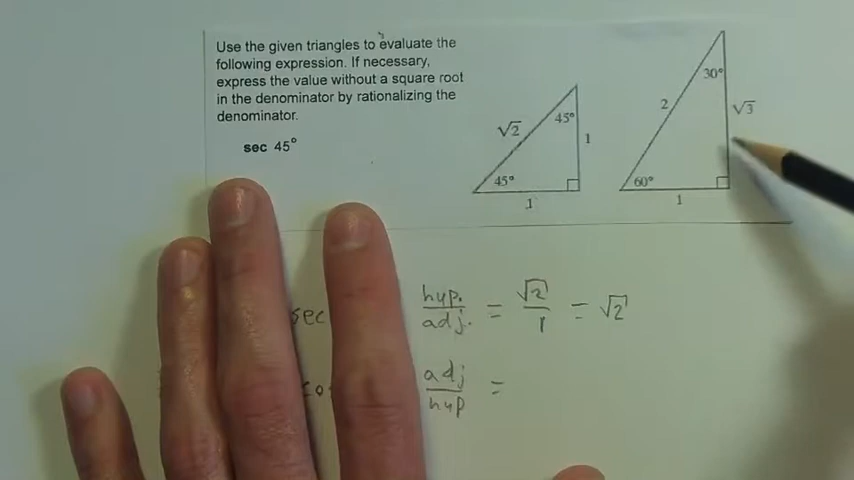 Use the given triangles to evaluate the
following expression. If necessary,
express the value without a square root
in the denominator by rationalizing the
denominator.
sec 45°
√2
45°
45°
1
1
2
30°
60°
√3
1
sec hyp. / adj. = √2 / 1 = √2
adj / hyp =